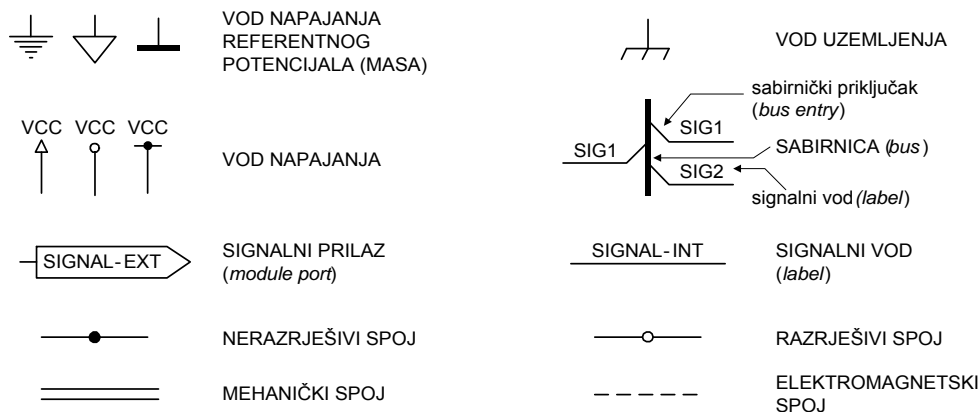 VOD NAPAJANJA
REFERENTNOG
POTENCIJALA (MASA)
VOD UZEMLJENJA
VCC VCC VCC
VOD NAPAJANJA
sabirnički priključak
(bus entry)
SIG1
SIG1
SABIRNICA (bus)
SIG2
signalni vod (label)
SIGNAL-EXT
SIGNALNI PRILAZ
(module port)
SIGNAL-INT
SIGNALNI VOD
(label)
NERAZRJEŠIVI SPOJ
RAZRJEŠIVI SPOJ
MEHANIČKI SPOJ
ELEKTROMAGNETSKI
SPOJ